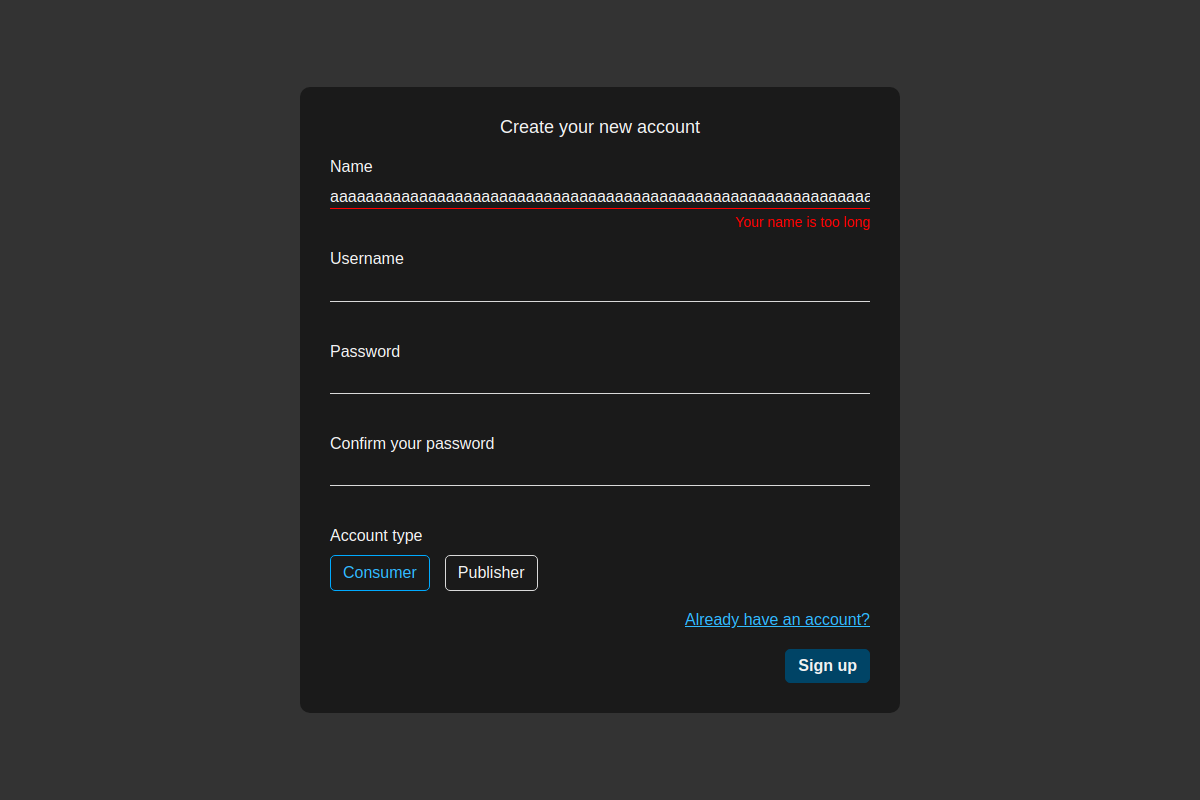 Create your new account
Name
aaaaaaaaaaaaaaaaaaaaaaaaaaaaaaaaaaaaaaaaaaaaaaaaaaaaaaaaaaaaa
Your name is too long
Username
Password
Confirm your password
Account type
Consumer
Publisher
Already have an account?
Sign up